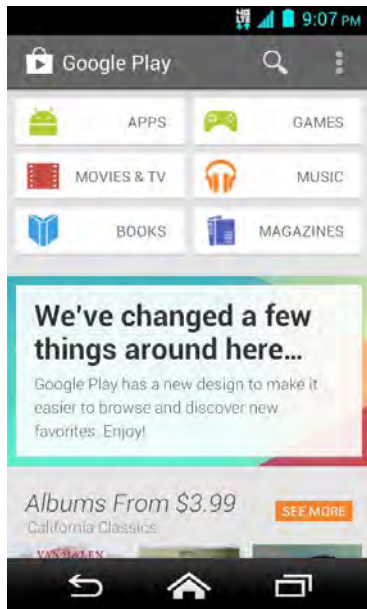 4G LTE 9:07 PM
Google Play
APPS GAMES
MOVIES & TV MUSIC
BOOKS MAGAZINES
We've changed a few
things around here...
Google Play has a new design to make it
easier to browse and discover new
favorites. Enjoy!
Albums From $3.99
SEE MORE
California Classics
VAN HALEN